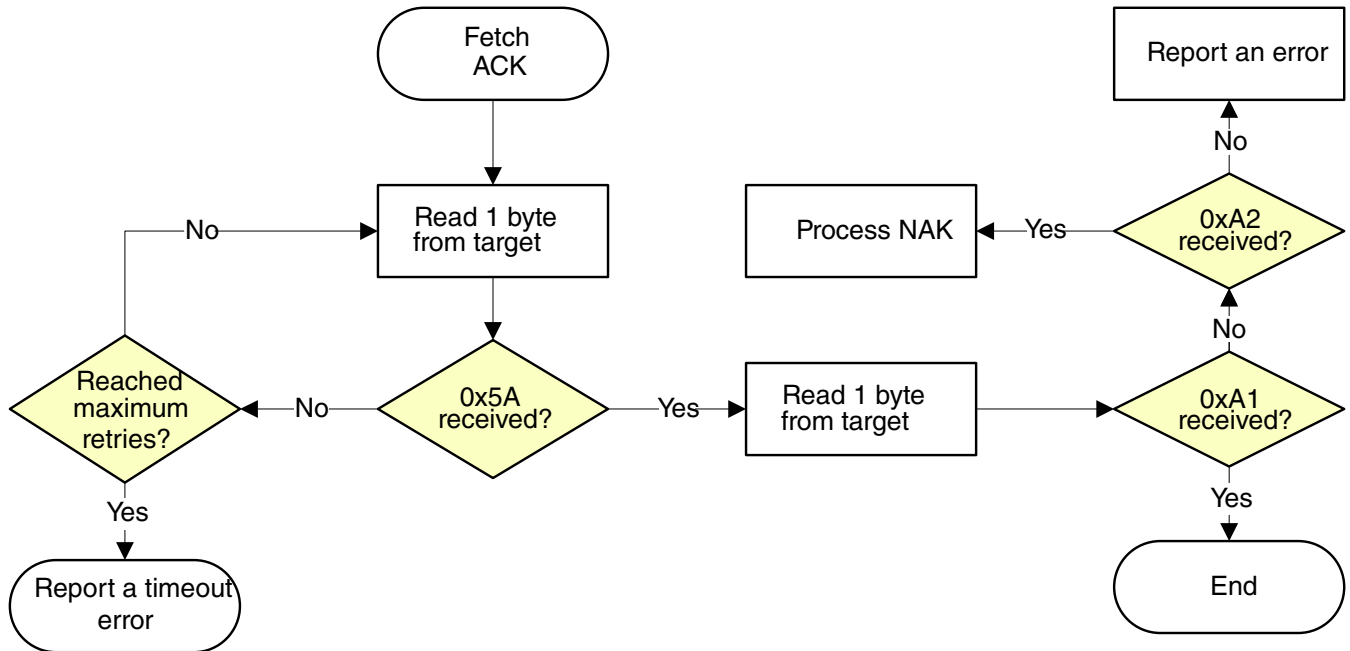 Fetch
ACK
Report an error
No
Read 1 byte
from target
No
Process NAK
Yes
0xA2
received?
No
Reached
maximum
retries?
No
0x5A
received?
Yes
Read 1 byte
from target
0xA1
received?
Yes
Yes
Report a timeout
error
End